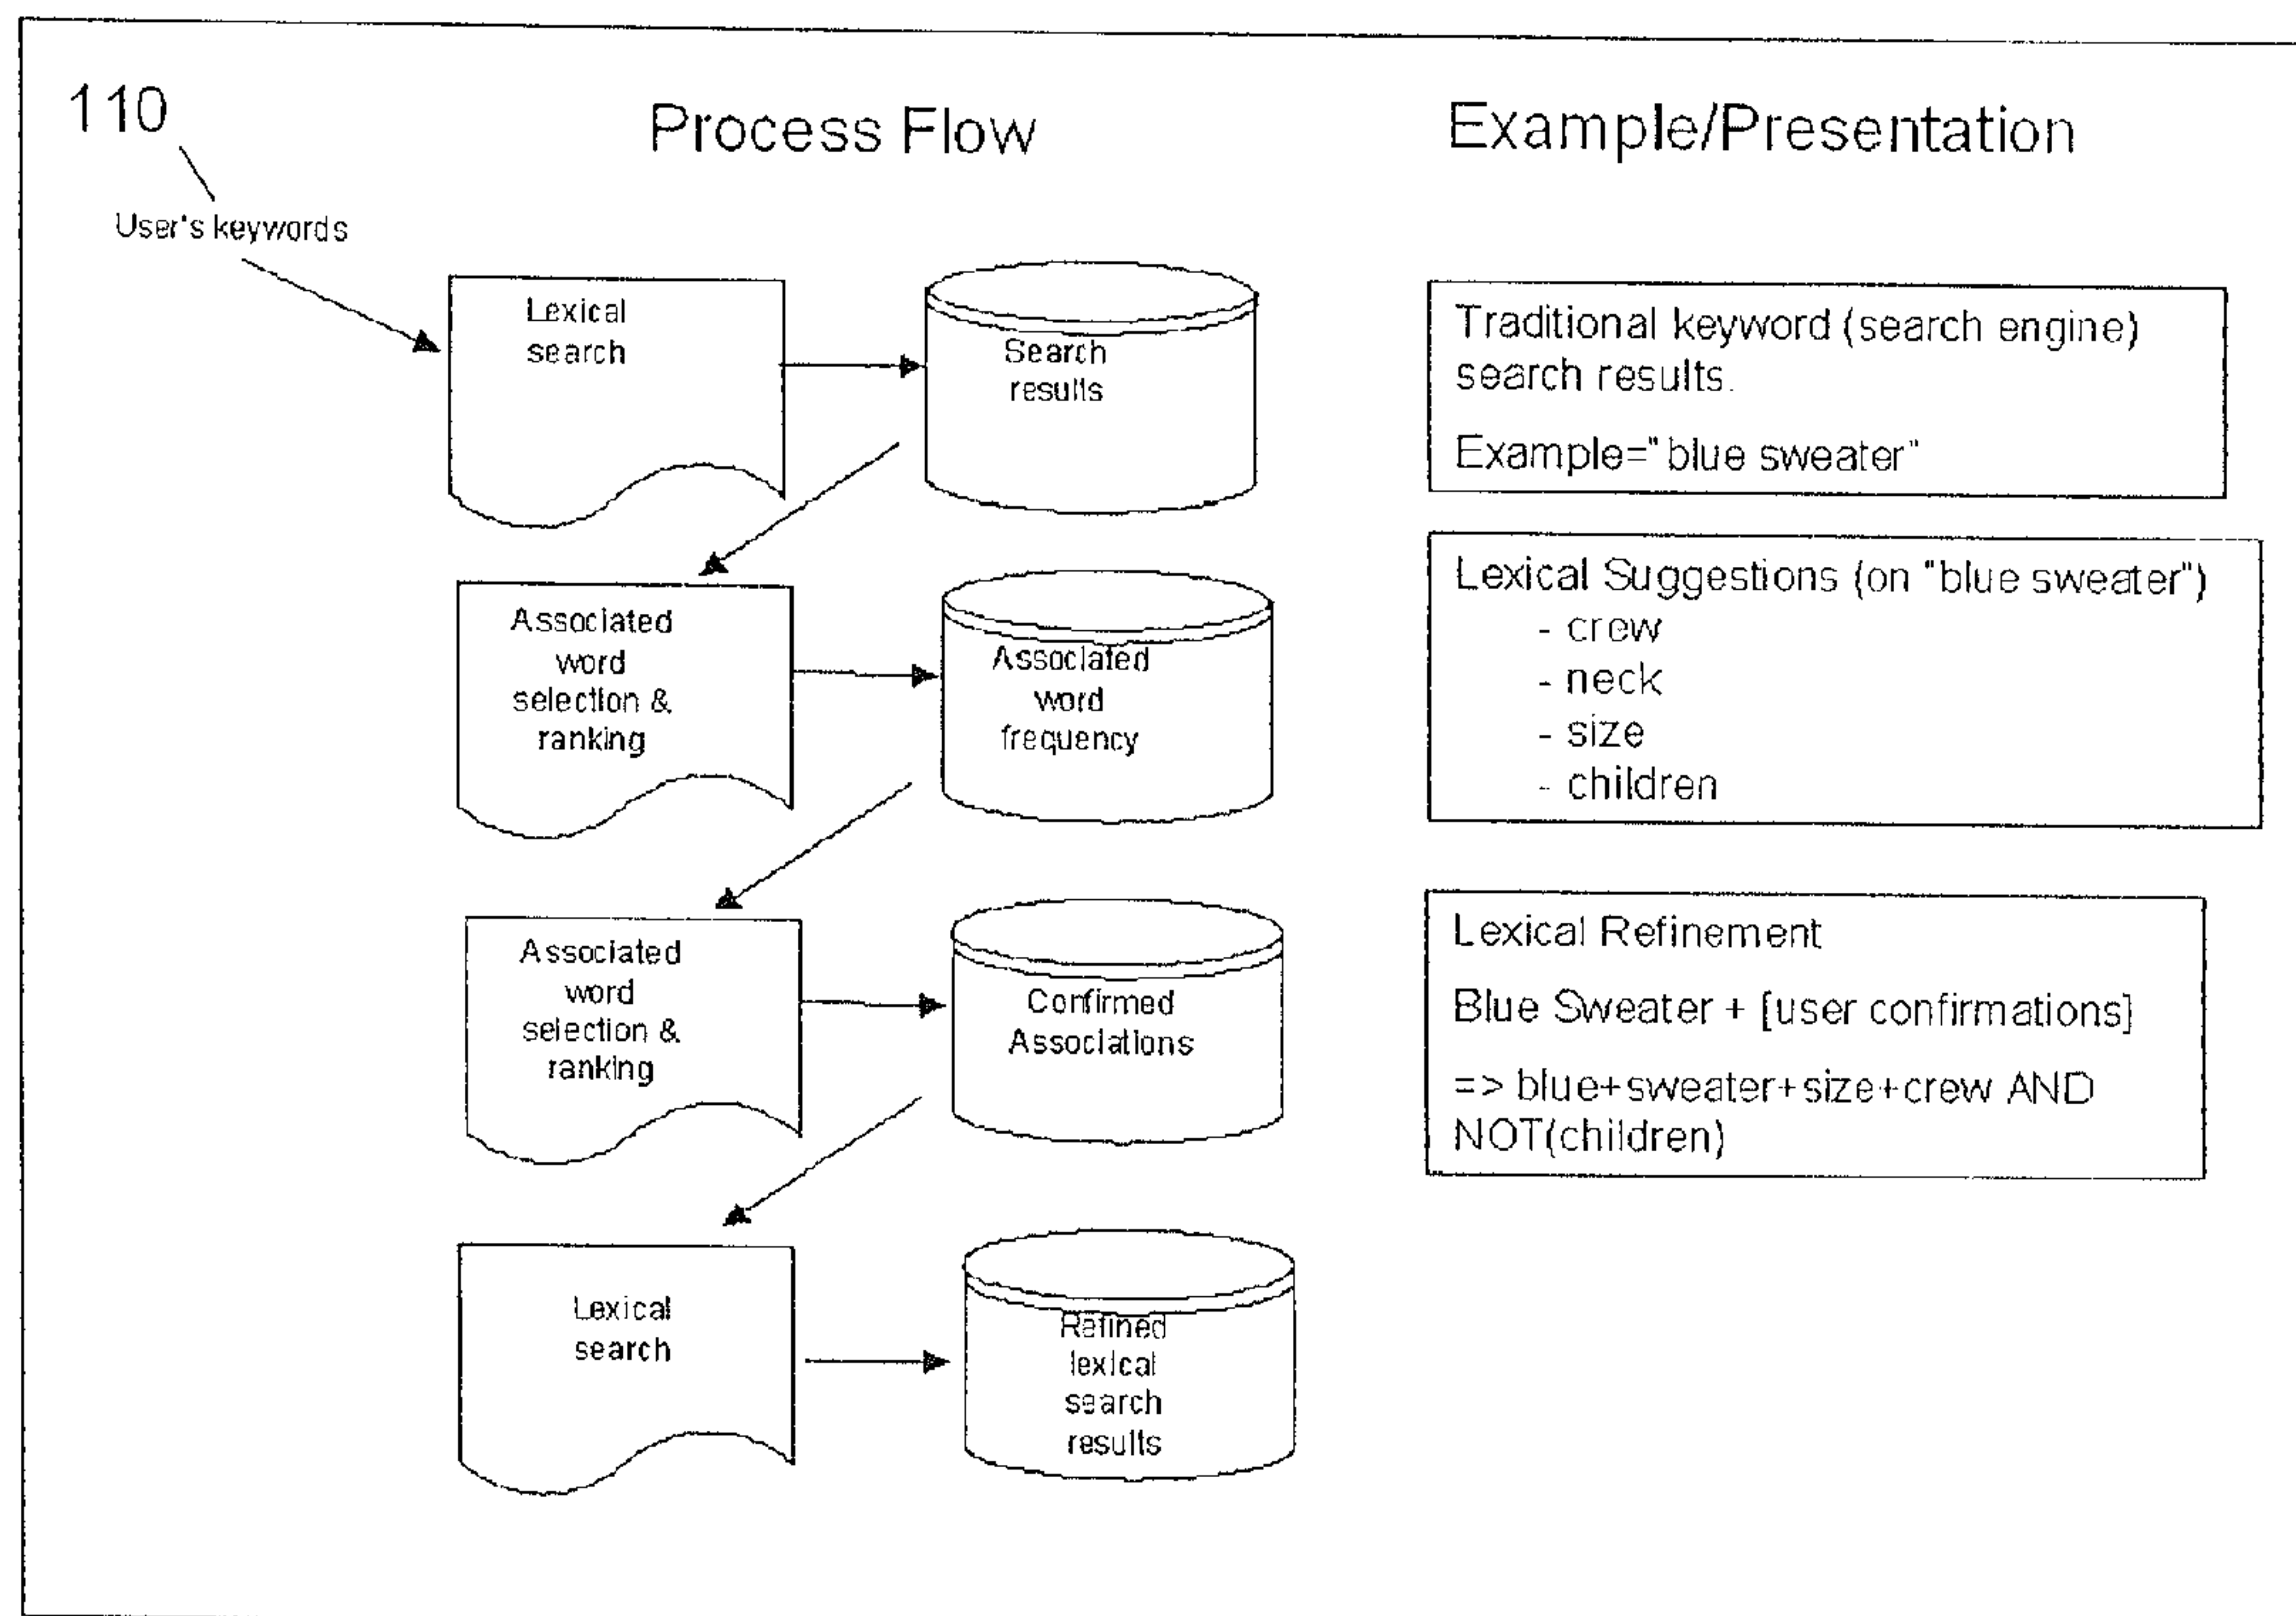 110
Process Flow
Example/Presentation
User's keywords
Lexical
search
Search
results
Traditional keyword (search engine)
search results.
Example="blue sweater"
Associated
word
selection &
ranking
Associated
word
frequency
Lexical Suggestions (on "blue sweater")
- crew
- neck
- size
- children
Associated
word
selection &
ranking
Confirmed
Associations
Lexical Refinement
Blue Sweater + [user confirmations]
=> blue+sweater+size+crew AND
NOT(children)
Lexical
search
Refined
lexical
search
results